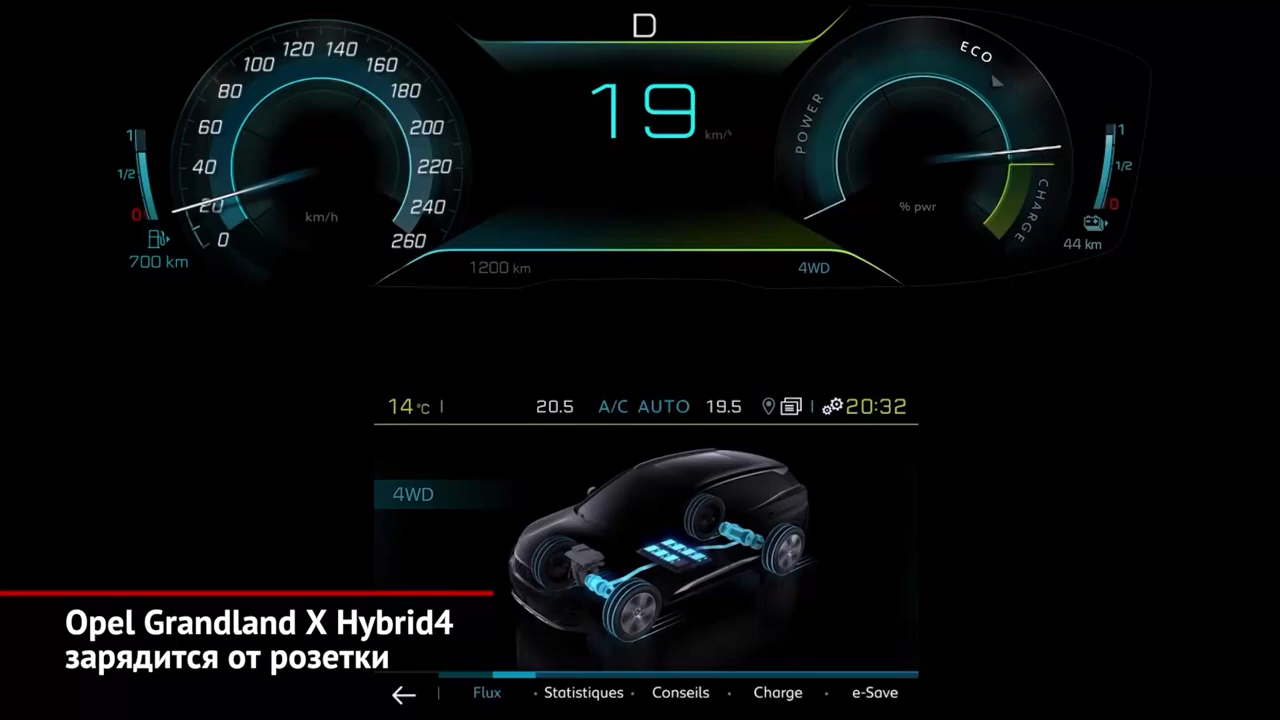 D
120 140
100 160
80 180
60 200
40 220
20 240
0 260
km/h
1
1/2
0
700 km
19
km/h
1200 km
4WD
ECO
POWER
CHARGE
% pwr
1
1/2
0
44 km
14 °C 20.5 A/C AUTO 19.5 20:32
4WD
Opel Grandland X Hybrid4
зарядится от розетки
Flux · Statistiques · Conseils · Charge · e-Save